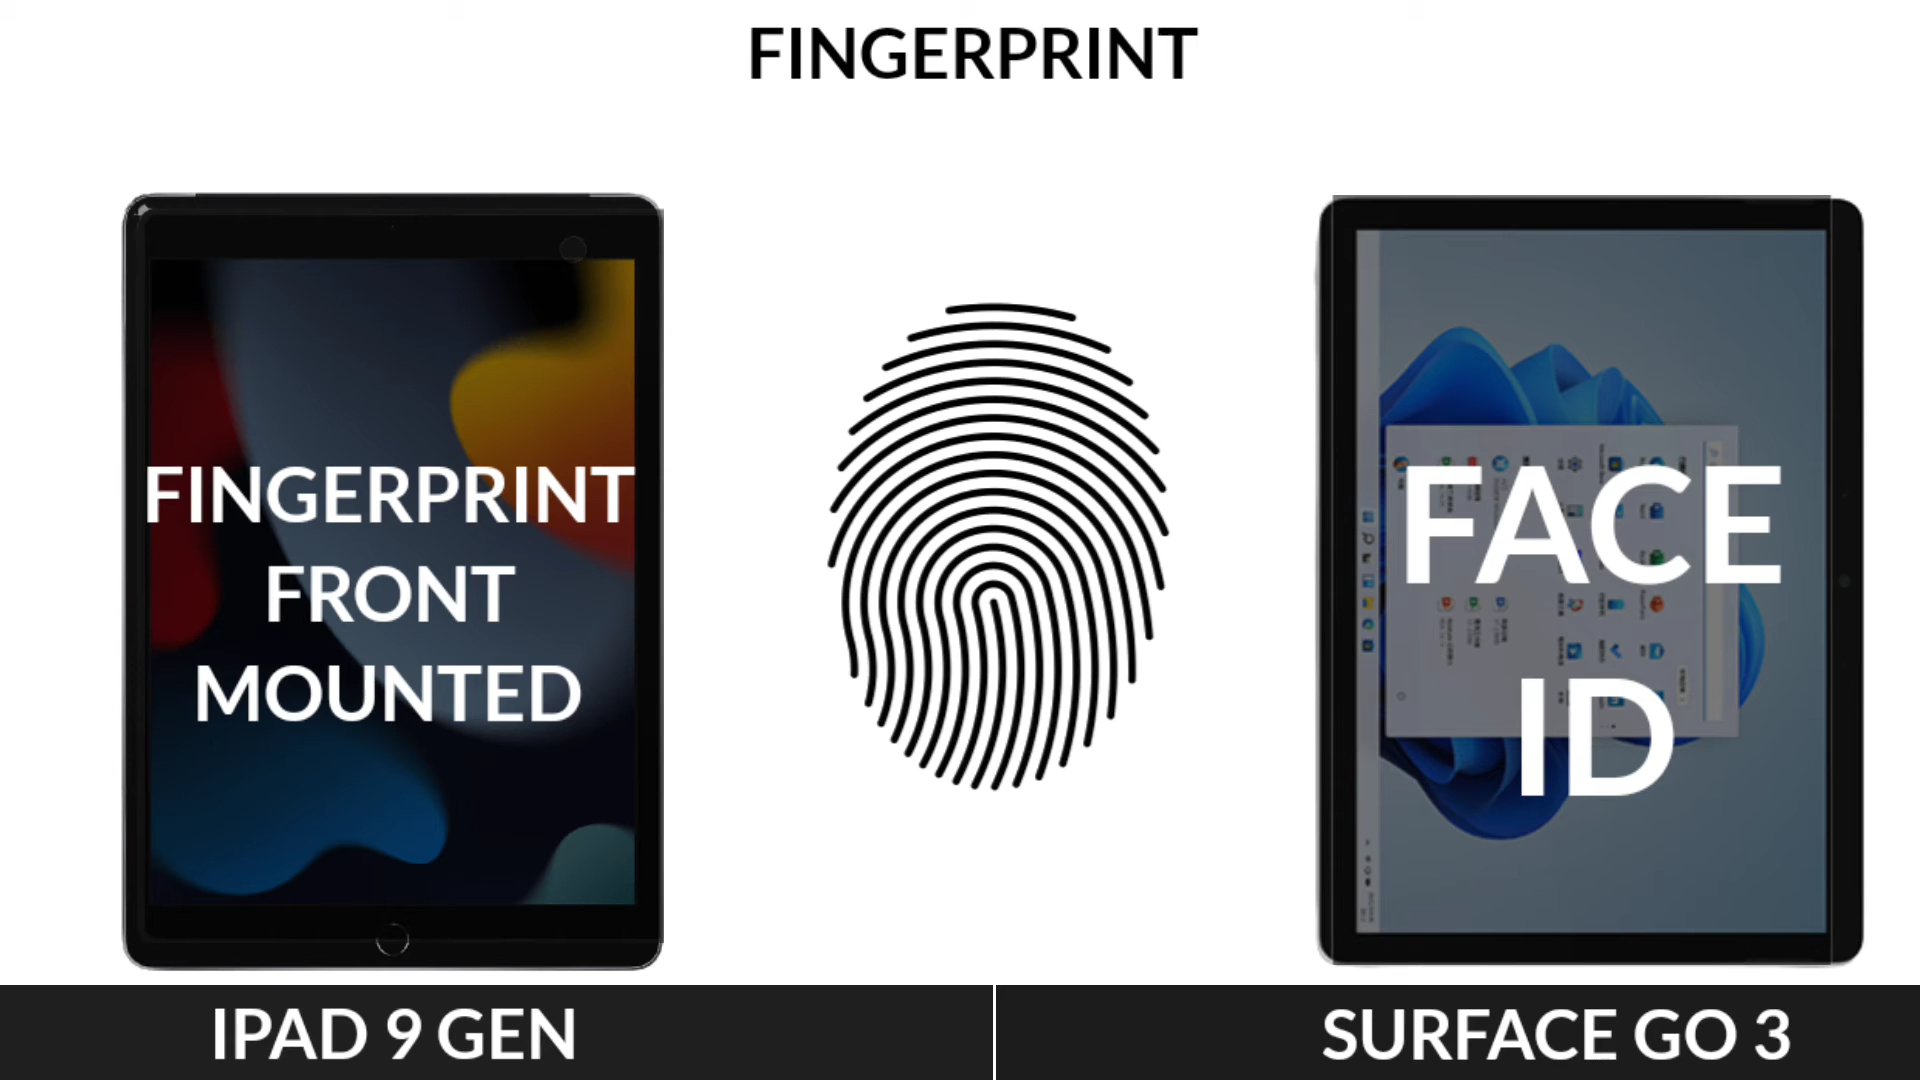 FINGERPRINT
FINGERPRINT
FRONT
MOUNTED
FACE
ID
IPAD 9 GEN
SURFACE GO 3